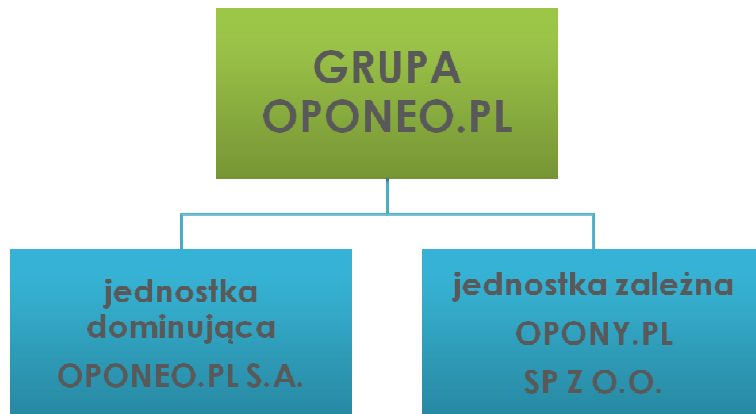 GRUPA
OPONEO.PL
jednostka
dominująca
OPONEO.PL S.A.
jednostka zależna
OPONY.PL
SP Z O.O.